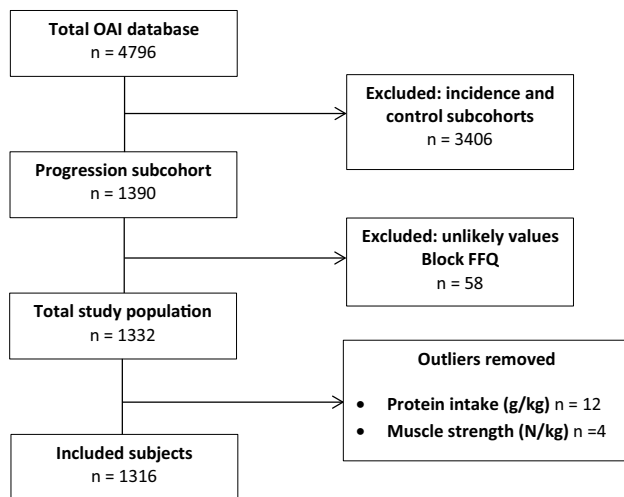 Total OAI database
n = 4796
Excluded: incidence and
control subcohorts
n = 3406
Progression subcohort
n = 1390
Excluded: unlikely values
Block FFQ
n = 58
Total study population
n = 1332
Outliers removed
• Protein intake (g/kg) n = 12
• Muscle strength (N/kg) n =4
Included subjects
n = 1316